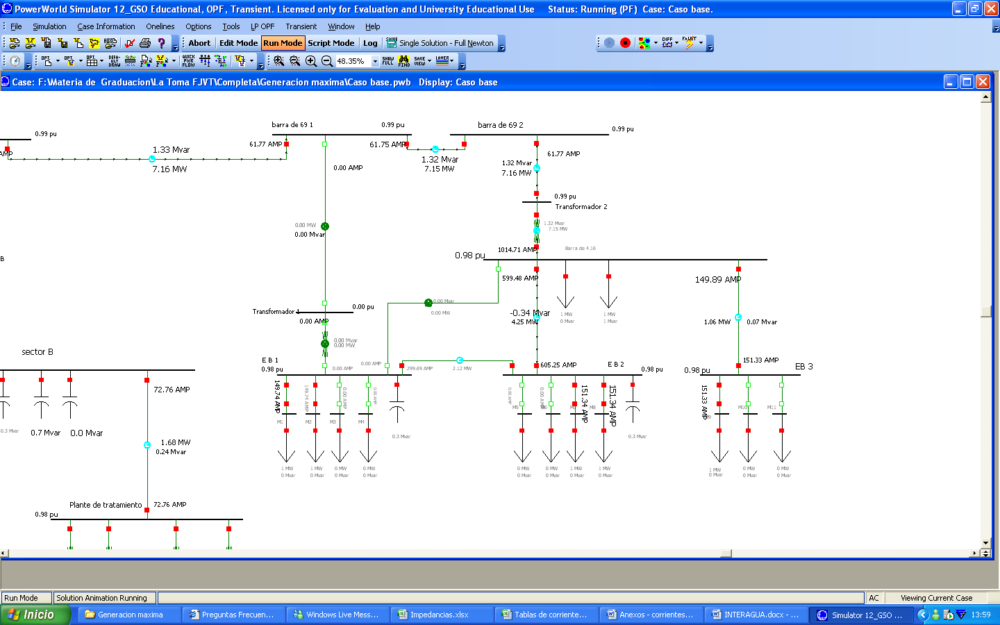 PowerWorld Simulator 12_GSO Educational, OPF, Transient. Licensed only for Evaluation and University Educational Use Status: Running (PF) Case: Caso base.
File Simulation Case Information Onelines Options Tools LP OPF Transient Window Help
Abort Edit Mode Run Mode Script Mode Log Single Solution - Full Newton
48.35%
Case: F:\Materia de Graduacion\La Toma FJVT\Completa\Generacion maxima\Caso base.pwb Display: Caso base
0.99 pu
barra de 69 1 0.99 pu
barra de 69 2 0.99 pu
AMP 1.33 Mvar
7.16 MW
61.77 AMP
61.75 AMP
0.00 AMP
1.32 Mvar
7.15 MW
61.77 AMP
1.32 Mvar
7.16 MW
0.99 pu
Transformador 2
0.00 MW
0.00 Mvar
1.32 Mvar
7.15 MW
1014.71 AMP
Barra de 4.16
0.98 pu
B
599.48 AMP
149.89 AMP
0.00 Mvar
0.00 MW
Transformador 1
0.00 pu
0.00 AMP
-0.34 Mvar
4.25 MW
1 MW
0 Mvar
1 MW
1 Mvar
1.06 MW 0.07 Mvar
0.00 Mvar
0.00 MW
sector B
E B 1
0.98 pu
0.00 AMP
0.00 AMP
299.69 AMP
2.12 MW
605.25 AMP
E B 2
0.98 pu
151.33 AMP
EB 3
0.98 pu
72.76 AMP
149.74 AMP
149.74 AMP
0.00 AMP
0.00 AMP
0.00 AMP
0.00 AMP
151.34 AMP
151.34 AMP
151.33 AMP
M1 M2 M3 M4
M5 M8
M10 M11
0.3 Mvar
0.7 Mvar
0.0 Mvar
0.3 Mvar
0.3 Mvar
1.68 MW
0.24 Mvar
1 MW 1 MW 0 MW 0 MW
0 Mvar 0 Mvar 0 Mvar 0 Mvar
0 MW 0 MW 1 MW 1 MW
0 Mvar 0 Mvar 0 Mvar 0 Mvar
1 MW 0 MW 0 MW
0 Mvar 0 Mvar 0 Mvar
Plante de tratamiento
72.76 AMP
0.98 pu
Run Mode Solution Animation Running AC Viewing Current Case
Inicio Generacion maxima Preguntas Frecuen... Windows Live Mess... Impedancias.xlsx Tablas de corriente... Anexos - corrientes... INTERAGUA.docx - ... Simulator 12_GSO ... 13:59